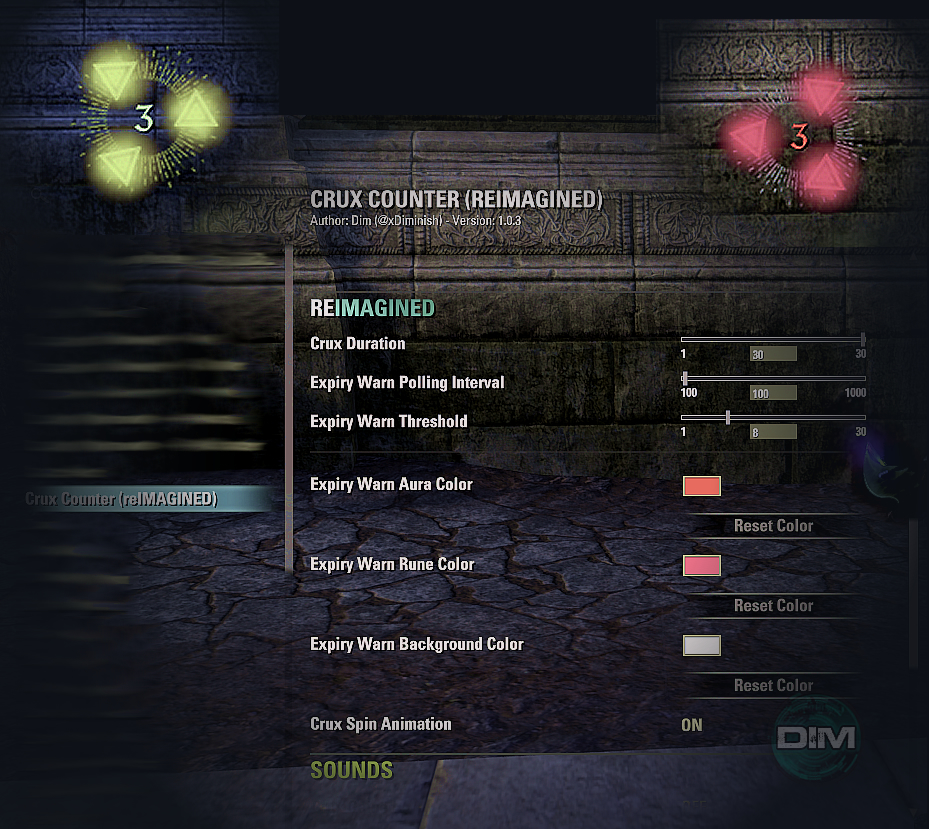 3
3
CRUX COUNTER (REIMAGINED)
Author: Dim (@xDiminish) - Version: 1.0.3
REIMAGINED
Crux Duration
1 30 30
Expiry Warn Polling Interval
100 100 1000
Expiry Warn Threshold
1 8 30
Expiry Warn Aura Color
Crux Counter (reIMAGINED)
Reset Color
Expiry Warn Rune Color
Reset Color
Expiry Warn Background Color
Reset Color
Crux Spin Animation ON
DIM
SOUNDS